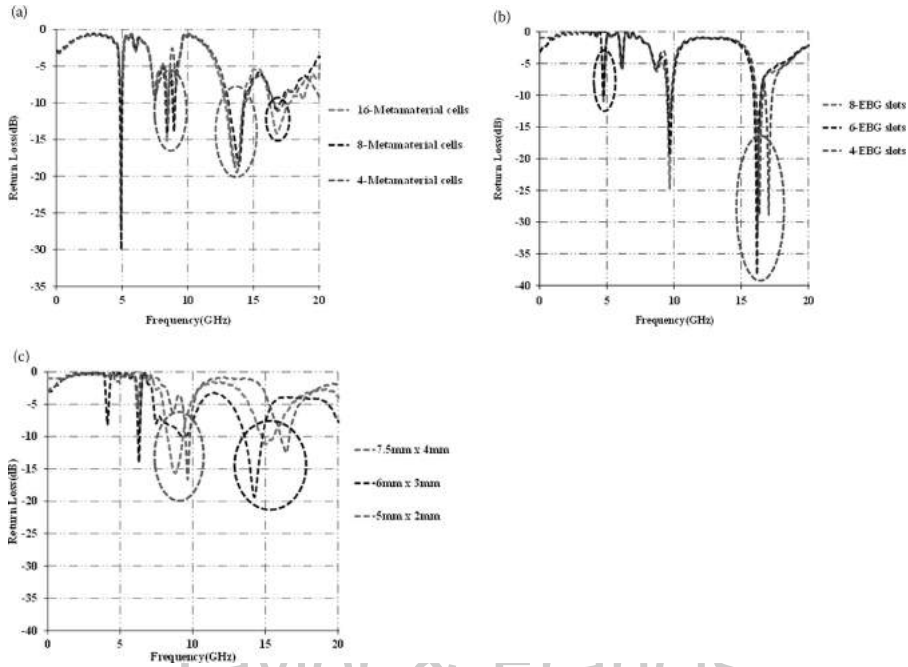 (a)
0
-5
-10
-15
-20
-25
-30
-35
Return Loss(dB)
0 5 10 15 20
Frequency(GHz)
16-Metamaterial cells
8-Metamaterial cells
4-Metamaterial cells
(b)
0
-5
-10
-15
-20
-25
-30
-35
-40
Return Loss(dB)
0 5 10 15 20
Frequency(GHz)
8-EBG slots
6-EBG slots
4-EBG slots
(c)
0
-5
-10
-15
-20
-25
-30
-35
-40
Return Loss(dB)
0 5 10 15 20
Frequency(GHz)
7.5mm x 4mm
6mm x 3mm
5mm x 2mm